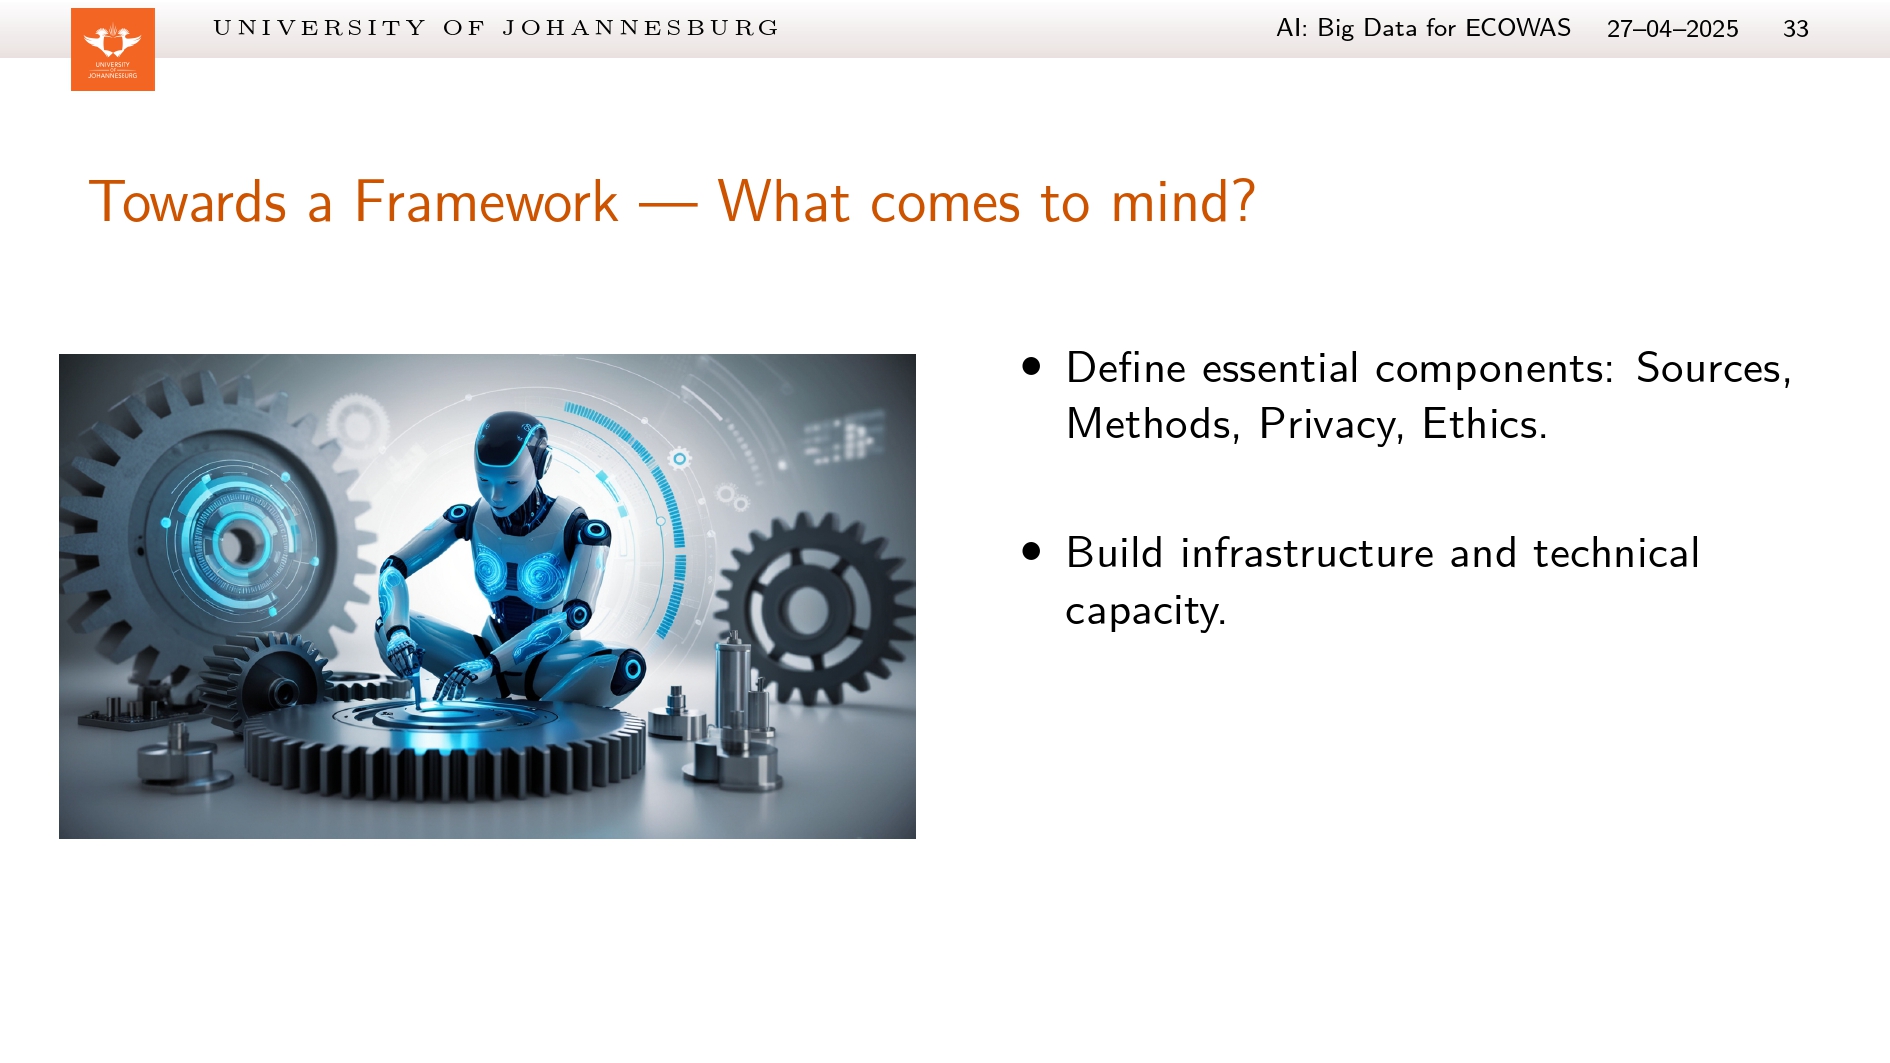 UNIVERSITY OF JOHANNESBURG
AI: Big Data for ECOWAS 27–04–2025 33
UNIVERSITY
OF
JOHANNESBURG
Towards a Framework — What comes to mind?
• Define essential components: Sources,
Methods, Privacy, Ethics.
• Build infrastructure and technical
capacity.